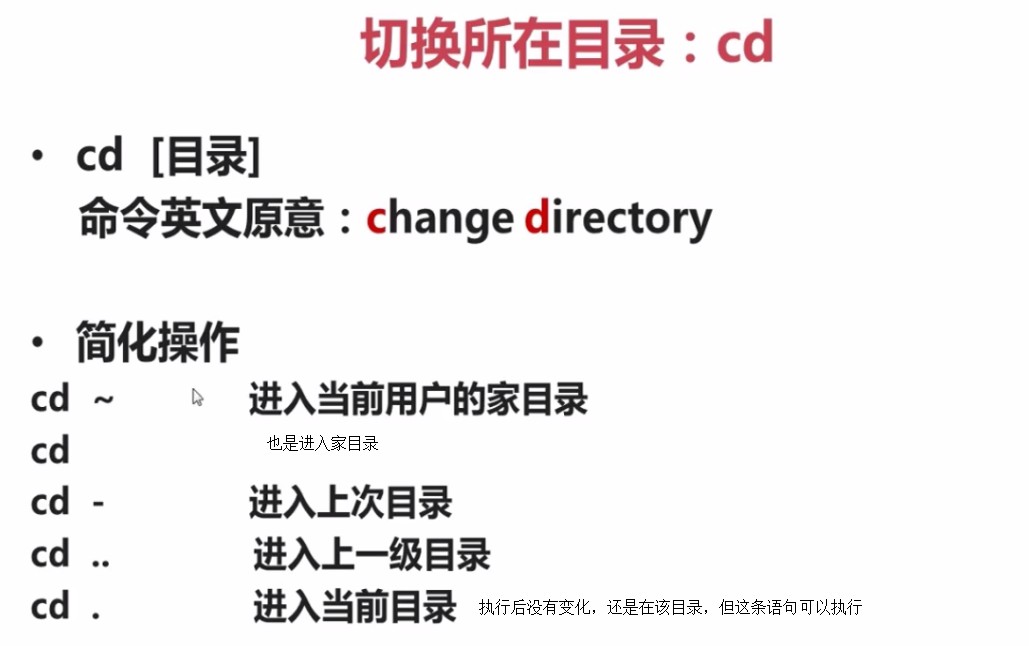 切换所在目录：cd
• cd [目录]
命令英文原意：change directory
• 简化操作
cd ~ 进入当前用户的家目录
cd 也是进入家目录
cd - 进入上次目录
cd .. 进入上一级目录
cd . 进入当前目录 执行后没有变化，还是在该目录，但这条语句可以执行